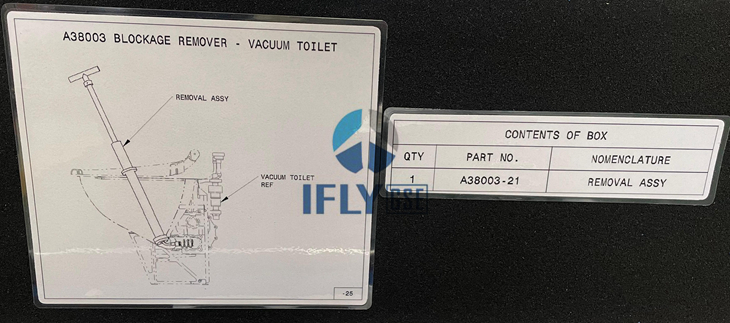 A38003 BLOCKAGE REMOVER - VACUUM TOILET
REMOVAL ASSY
VACUUM TOILET
REF
-25
IFLY GSE
CONTENTS OF BOX
QTY PART NO. NOMENCLATURE
1 A38003-21 REMOVAL ASSY